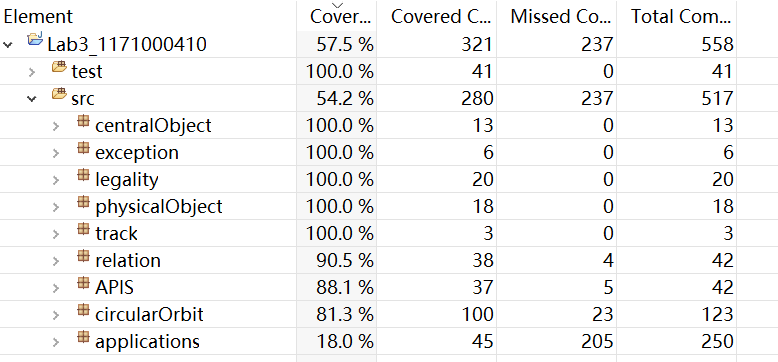 Element Cover... Covered C... Missed Co... Total Com...
Lab3_1171000410 57.5 % 321 237 558
test 100.0 % 41 0 41
src 54.2 % 280 237 517
centralObject 100.0 % 13 0 13
exception 100.0 % 6 0 6
legality 100.0 % 20 0 20
physicalObject 100.0 % 18 0 18
track 100.0 % 3 0 3
relation 90.5 % 38 4 42
APIS 88.1 % 37 5 42
circularOrbit 81.3 % 100 23 123
applications 18.0 % 45 205 250